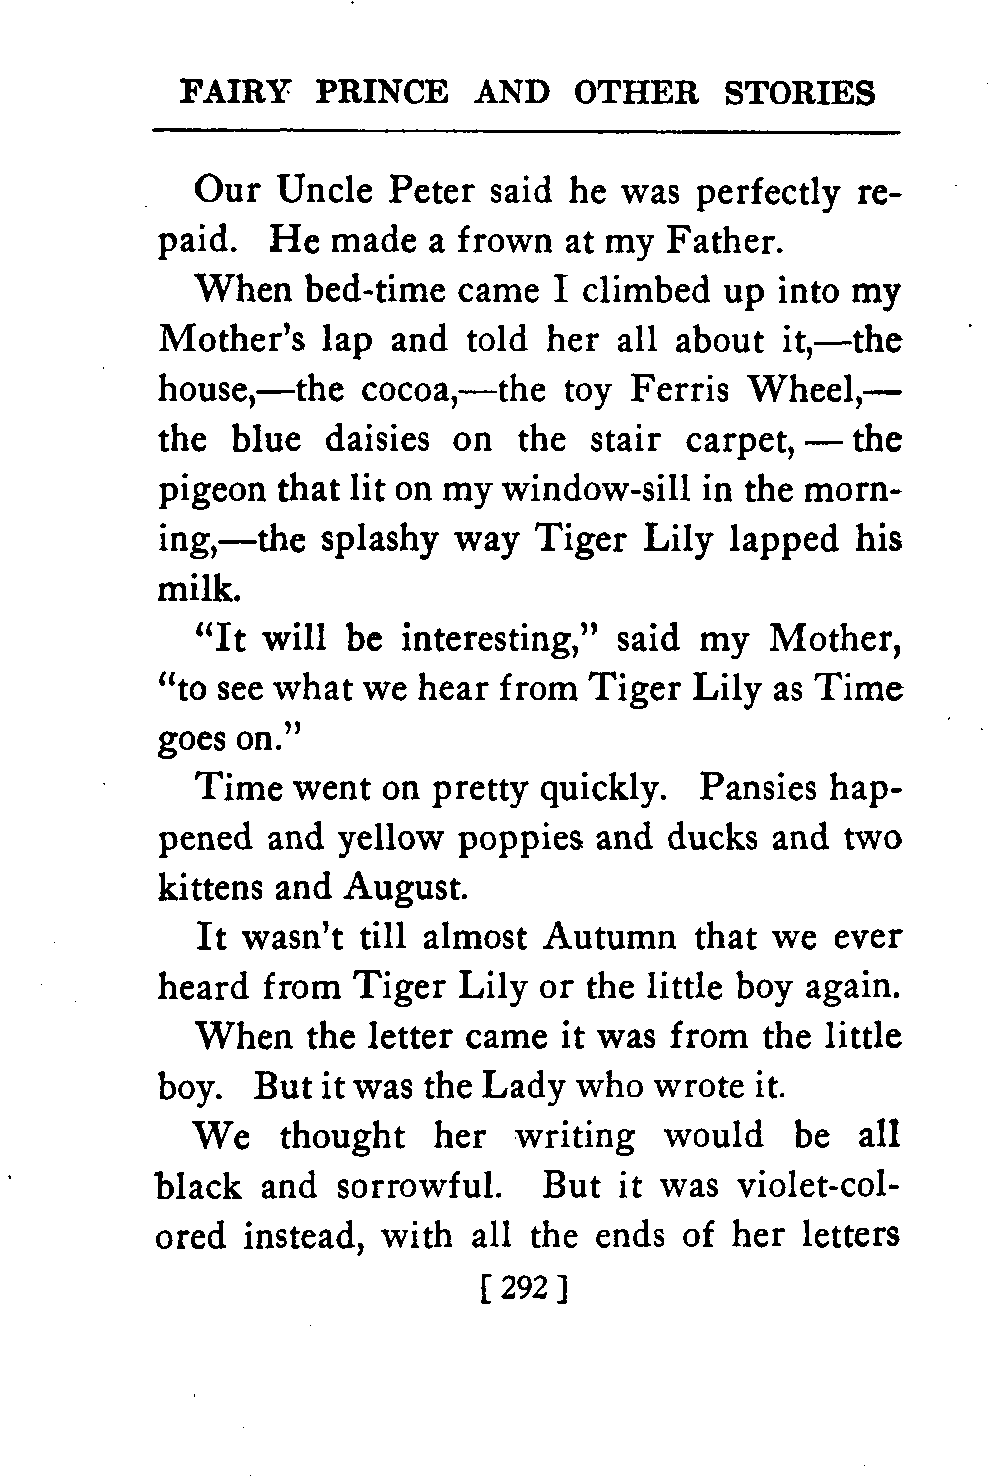 FAIRY PRINCE AND OTHER STORIES
Our Uncle Peter said he was perfectly re-
paid. He made a frown at my Father.
When bed-time came I climbed up into my
Mother's lap and told her all about it,—the
house,—the cocoa,—the toy Ferris Wheel,—
the blue daisies on the stair carpet,—the
pigeon that lit on my window-sill in the morn-
ing,—the splashy way Tiger Lily lapped his
milk.
"It will be interesting," said my Mother,
"to see what we hear from Tiger Lily as Time
goes on."
Time went on pretty quickly. Pansies hap-
pened and yellow poppies and ducks and two
kittens and August.
It wasn't till almost Autumn that we ever
heard from Tiger Lily or the little boy again.
When the letter came it was from the little
boy. But it was the Lady who wrote it.
We thought her writing would be all
black and sorrowful. But it was violet-col-
ored instead, with all the ends of her letters
[ 292 ]